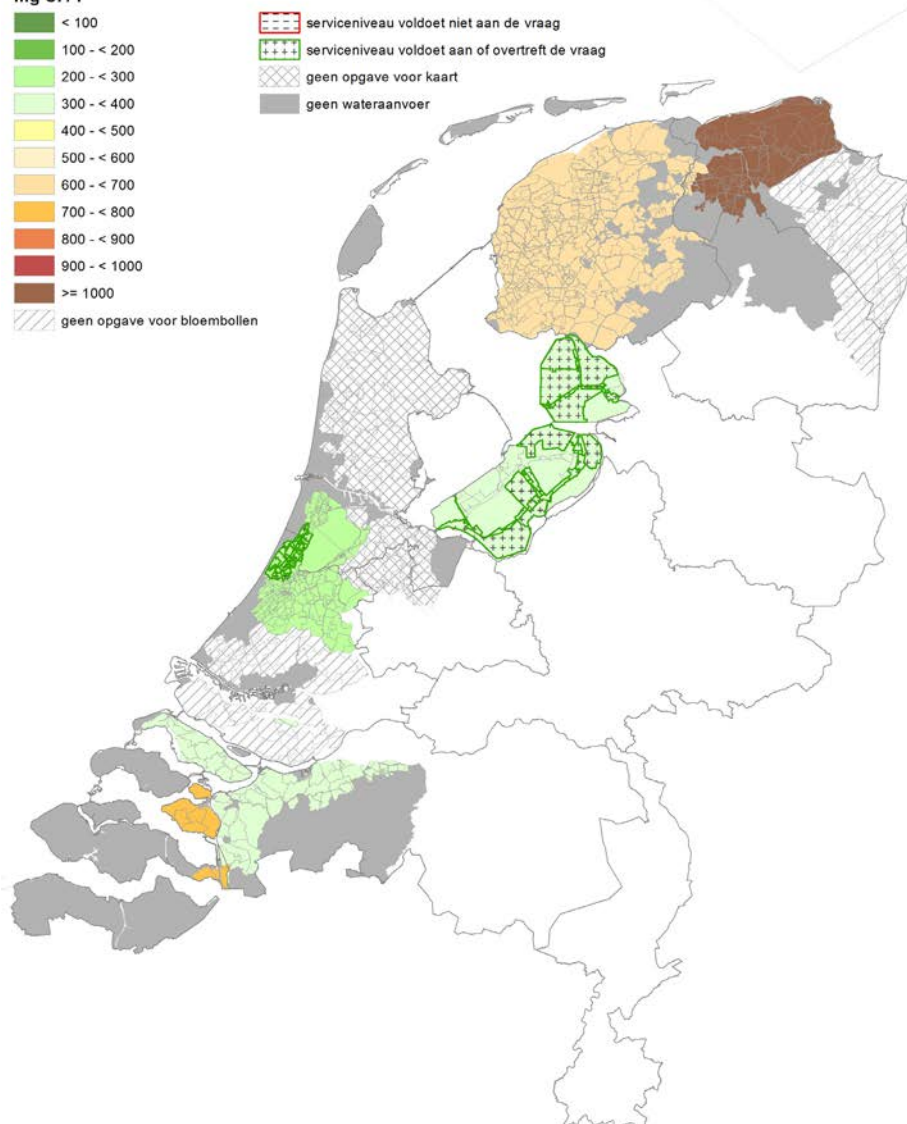 < 100
100 - < 200
200 - < 300
300 - < 400
400 - < 500
500 - < 600
600 - < 700
700 - < 800
800 - < 900
900 - < 1000
>= 1000
geen opgave voor bloembollen
serviceniveau voldoet niet aan de vraag
serviceniveau voldoet aan of overtreft de vraag
geen opgave voor kaart
geen wateraanvoer